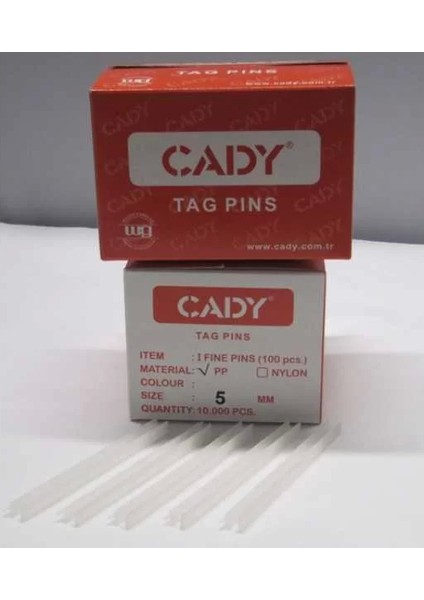 TAG PINS
www.cady.com.tr
CADY®
TAG PINS
wg
www.cady.com.tr
CADY®
TAG PINS
ITEM : I FINE PINS (100 pcs.)
MATERIAL: √ PP □ NYLON
COLOUR :
SIZE : 5 MM
QUANTITY: 10.000 PCS.